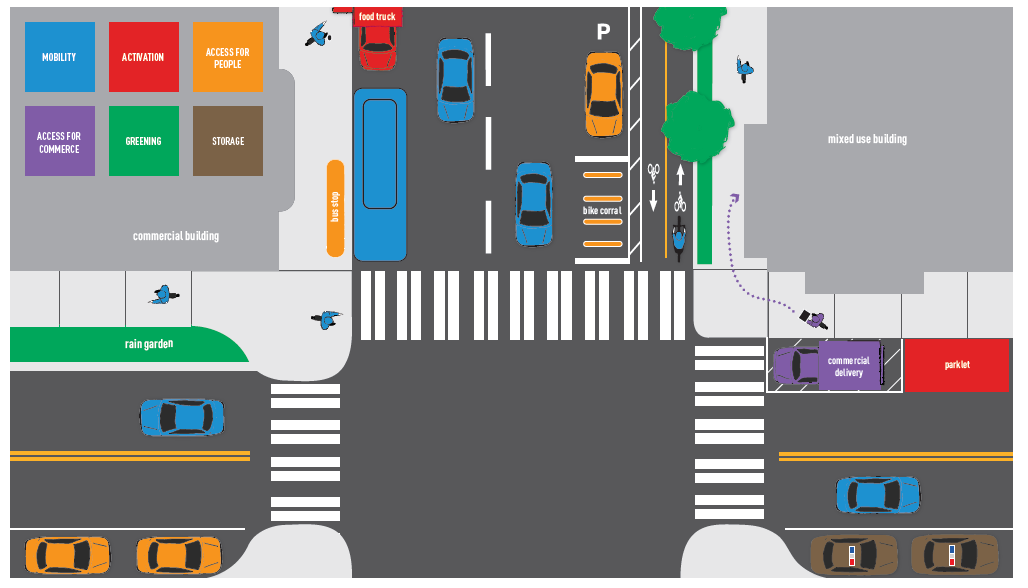 food truck
P
MOBILITY
ACTIVATION
ACCESS FOR
PEOPLE
ACCESS FOR
COMMERCE
GREENING
STORAGE
mixed use building
bus stop
bike corral
commercial building
rain garden
commercial
delivery
parklet